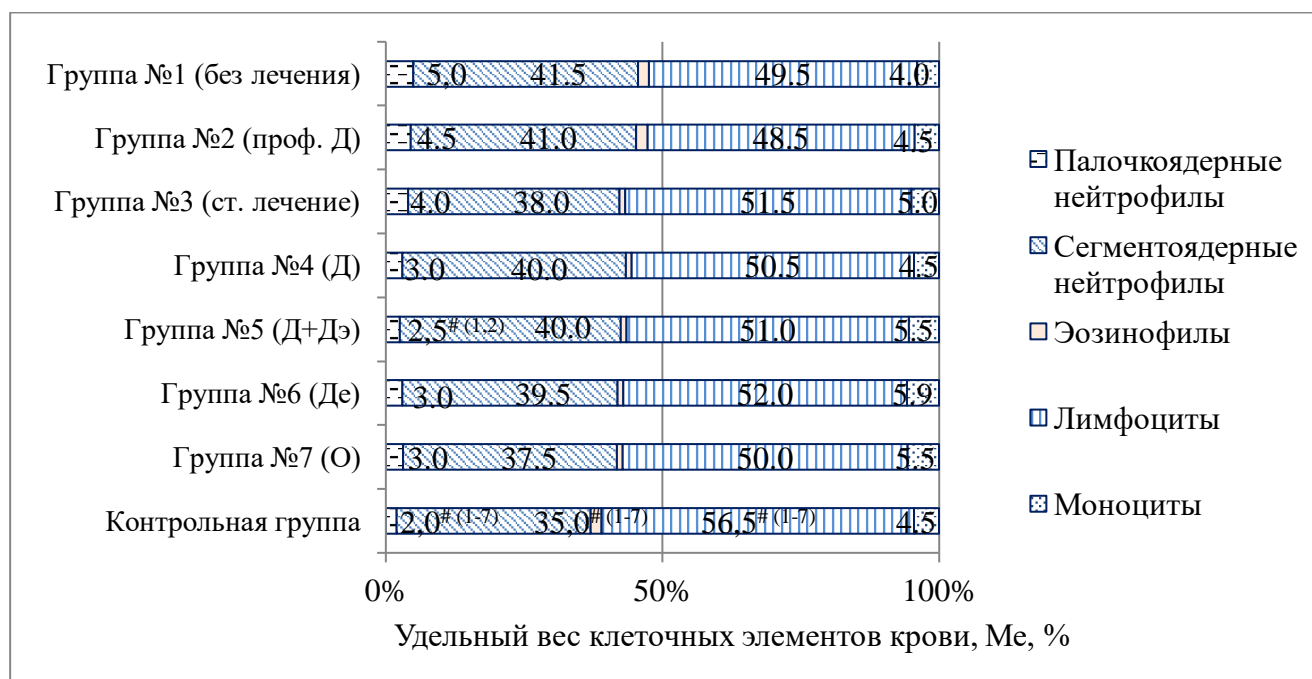 Группа №1 (без лечения) 5,0 41.5 49.5 4.0
Группа №2 (проф. Д) 4.5 41.0 48.5 4.5
Группа №3 (ст. лечение) 4.0 38.0 51.5 5.0
Группа №4 (Д) 3.0 40.0 50.5 4.5
Группа №5 (Д+Дэ) 2,5# (1,2) 40.0 51.0 5.5
Группа №6 (Де) 3.0 39.5 52.0 5.9
Группа №7 (О) 3.0 37.5 50.0 5.5
Контрольная группа 2,0# (1-7) 35,0# (1-7) 56,5# (1-7) 4.5
0% 50% 100%
Удельный вес клеточных элементов крови, Ме, %
Палочкоядерные
нейтрофилы
Сегментоядерные
нейтрофилы
Эозинофилы
Лимфоциты
Моноциты